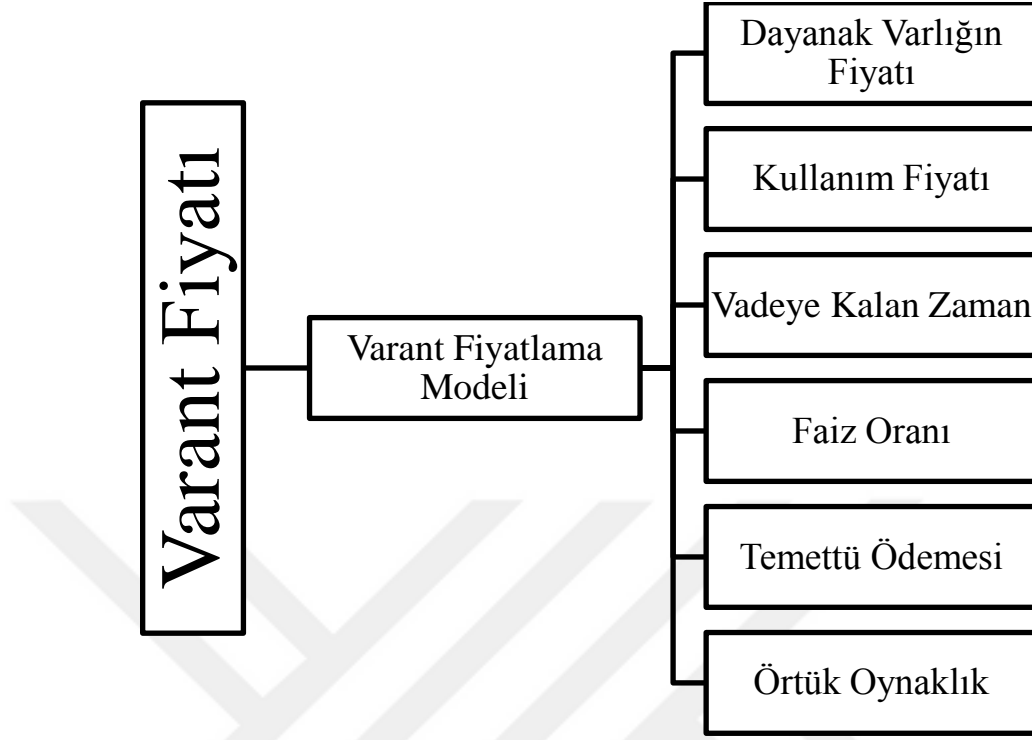 Varant Fiyatı
Varant Fiyatlama
Modeli
Dayanak Varlığın
Fiyatı
Kullanım Fiyatı
Vadeye Kalan Zaman
Faiz Oranı
Temettü Ödemesi
Örtük Oynaklık